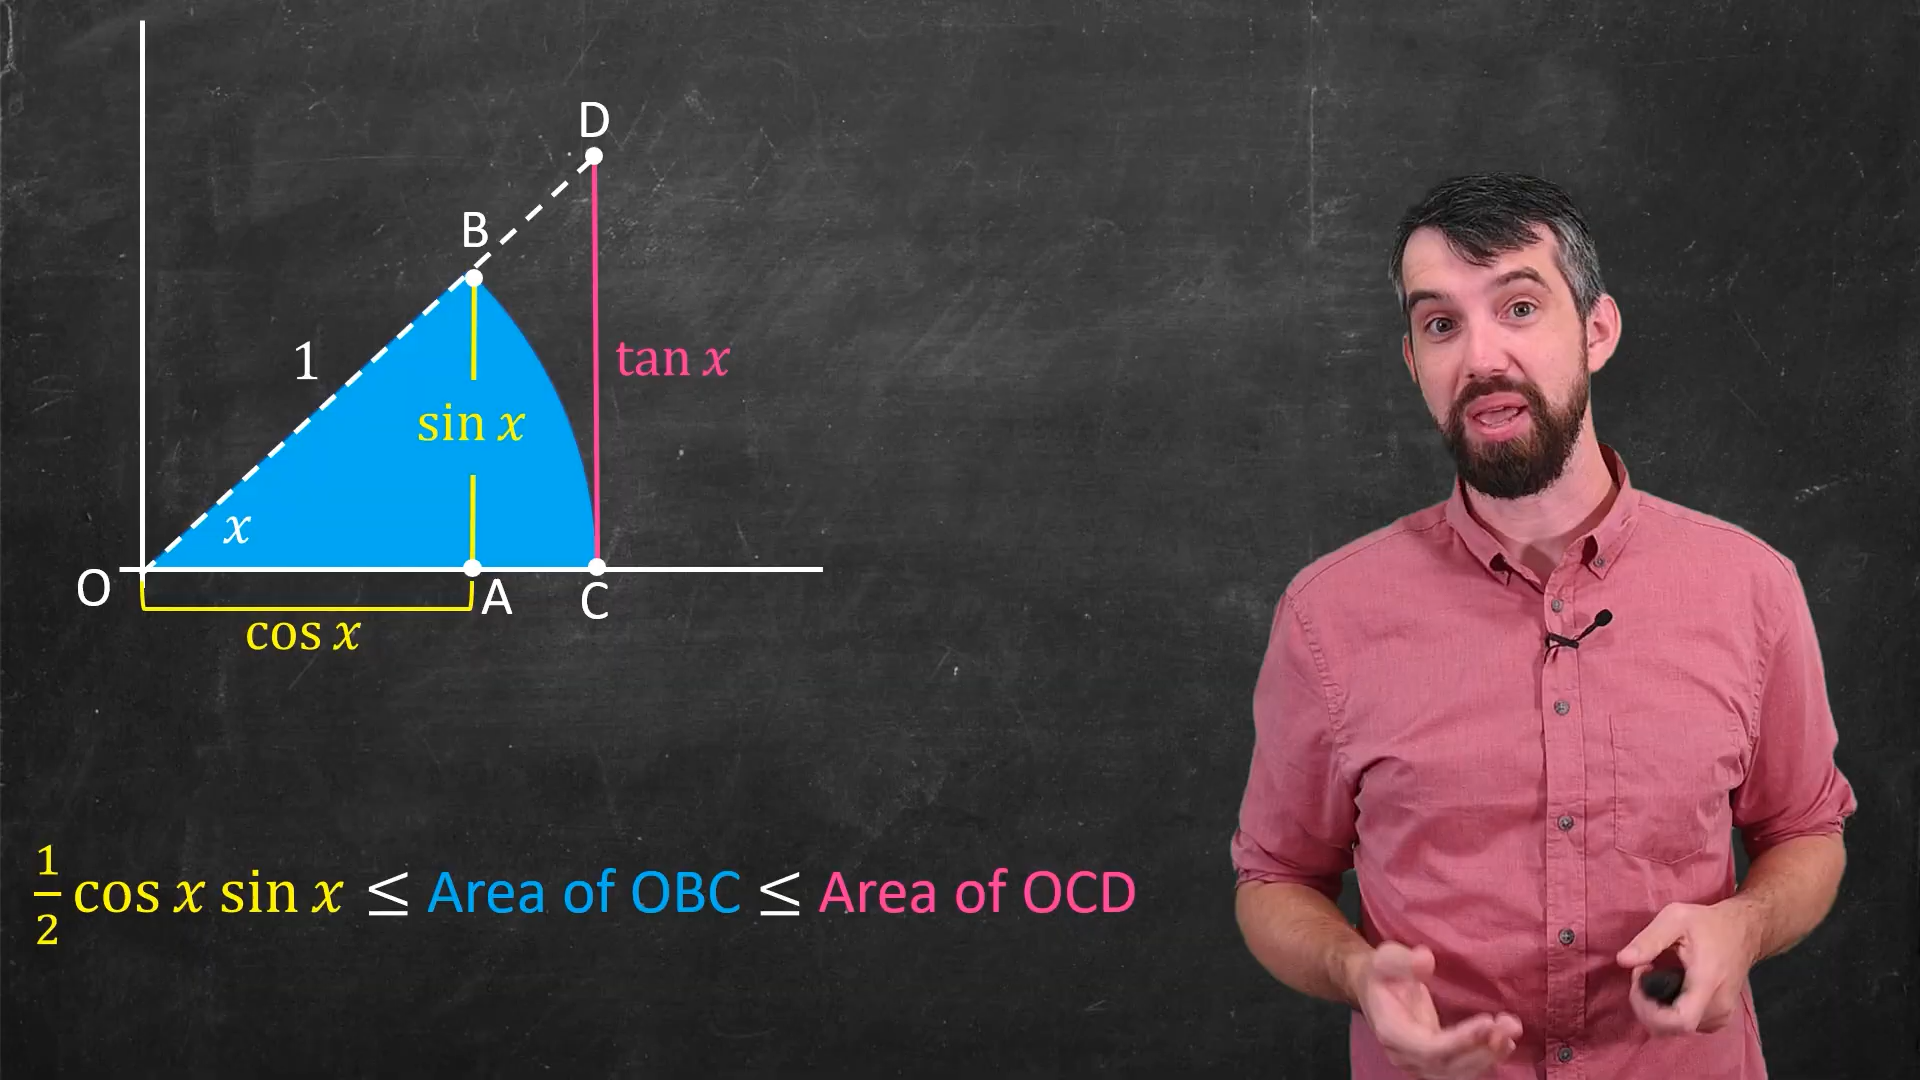 D
B
1
tan x
sin x
x
O
A
C
cos x
1/2 cos x sin x ≤ Area of OBC ≤ Area of OCD